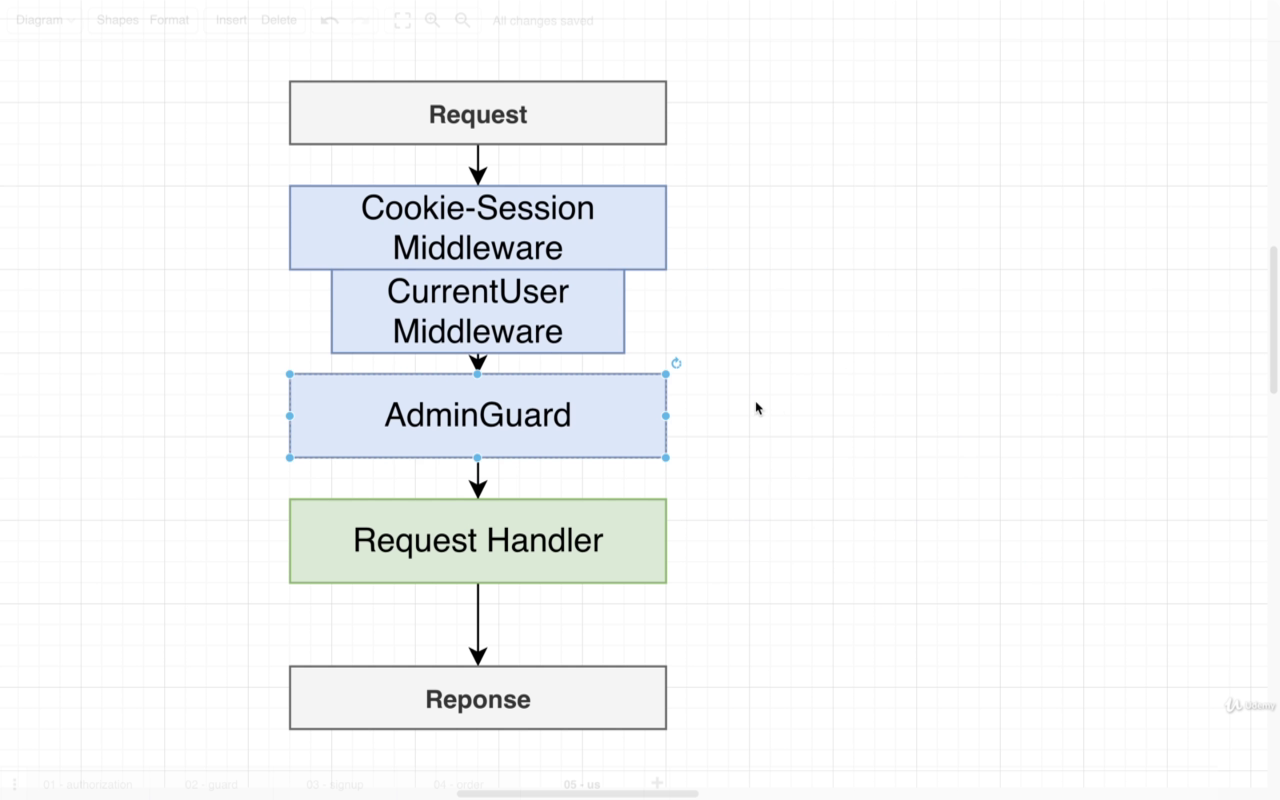 Diagram Shapes Format Insert Delete All changes saved
Request
Cookie-Session
Middleware
CurrentUser
Middleware
AdminGuard
Request Handler
Reponse
Udemy
01 - authorization 02 - guard 03 - signup 04 - order 05 - us